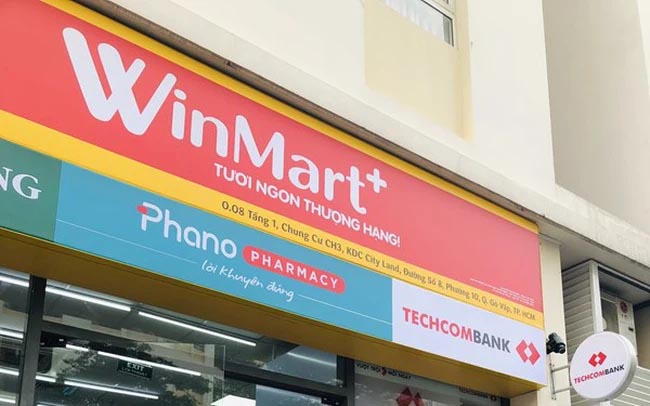 WinMart+
TƯƠI NGON THƯỢNG HẠNG!
0.08 Tầng 1, Chung Cư CH3, KDC City Land, Đường Số 8, Phường 10, Q. Gò Vấp, TP. HCM
NG
Phano PHARMACY
lời khuyên đúng
TECHCOMBANK
TECHCOMBANK
EXIT